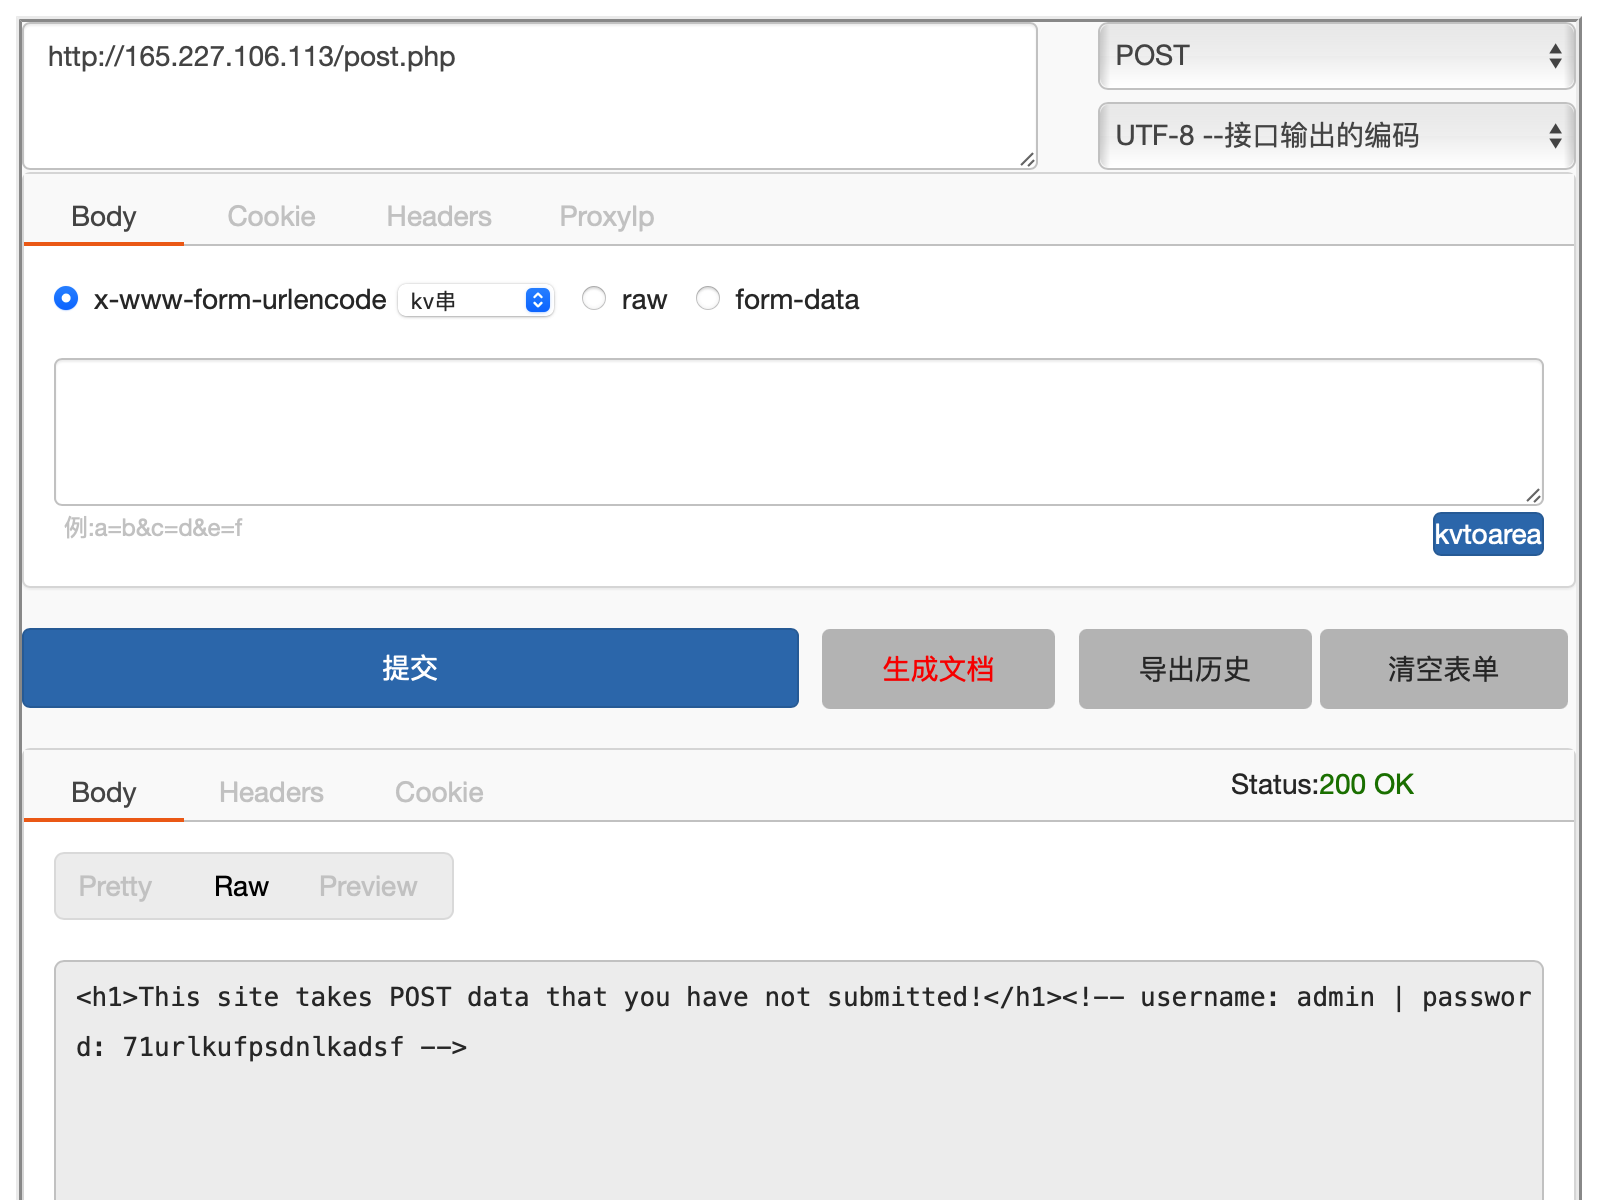 http://165.227.106.113/post.php
POST
UTF-8 --接口输出的编码
Body Cookie Headers ProxyIp
x-www-form-urlencode kv串 raw form-data
例:a=b&c=d&e=f
kvtoarea
提交 生成文档 导出历史 清空表单
Body Headers Cookie Status:200 OK
Pretty Raw Preview
<h1>This site takes POST data that you have not submitted!</h1><!-- username: admin | passwor
d: 71urlkufpsdnlkadsf -->